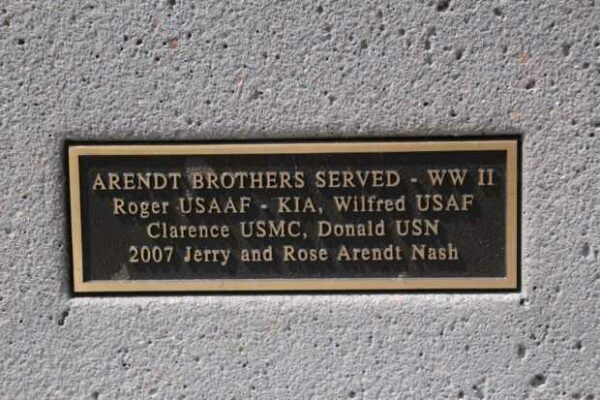 ARENDT BROTHERS SERVED - WW II
Roger USAAF - KIA, Wilfred USAF
Clarence USMC, Donald USN
2007 Jerry and Rose Arendt Nash